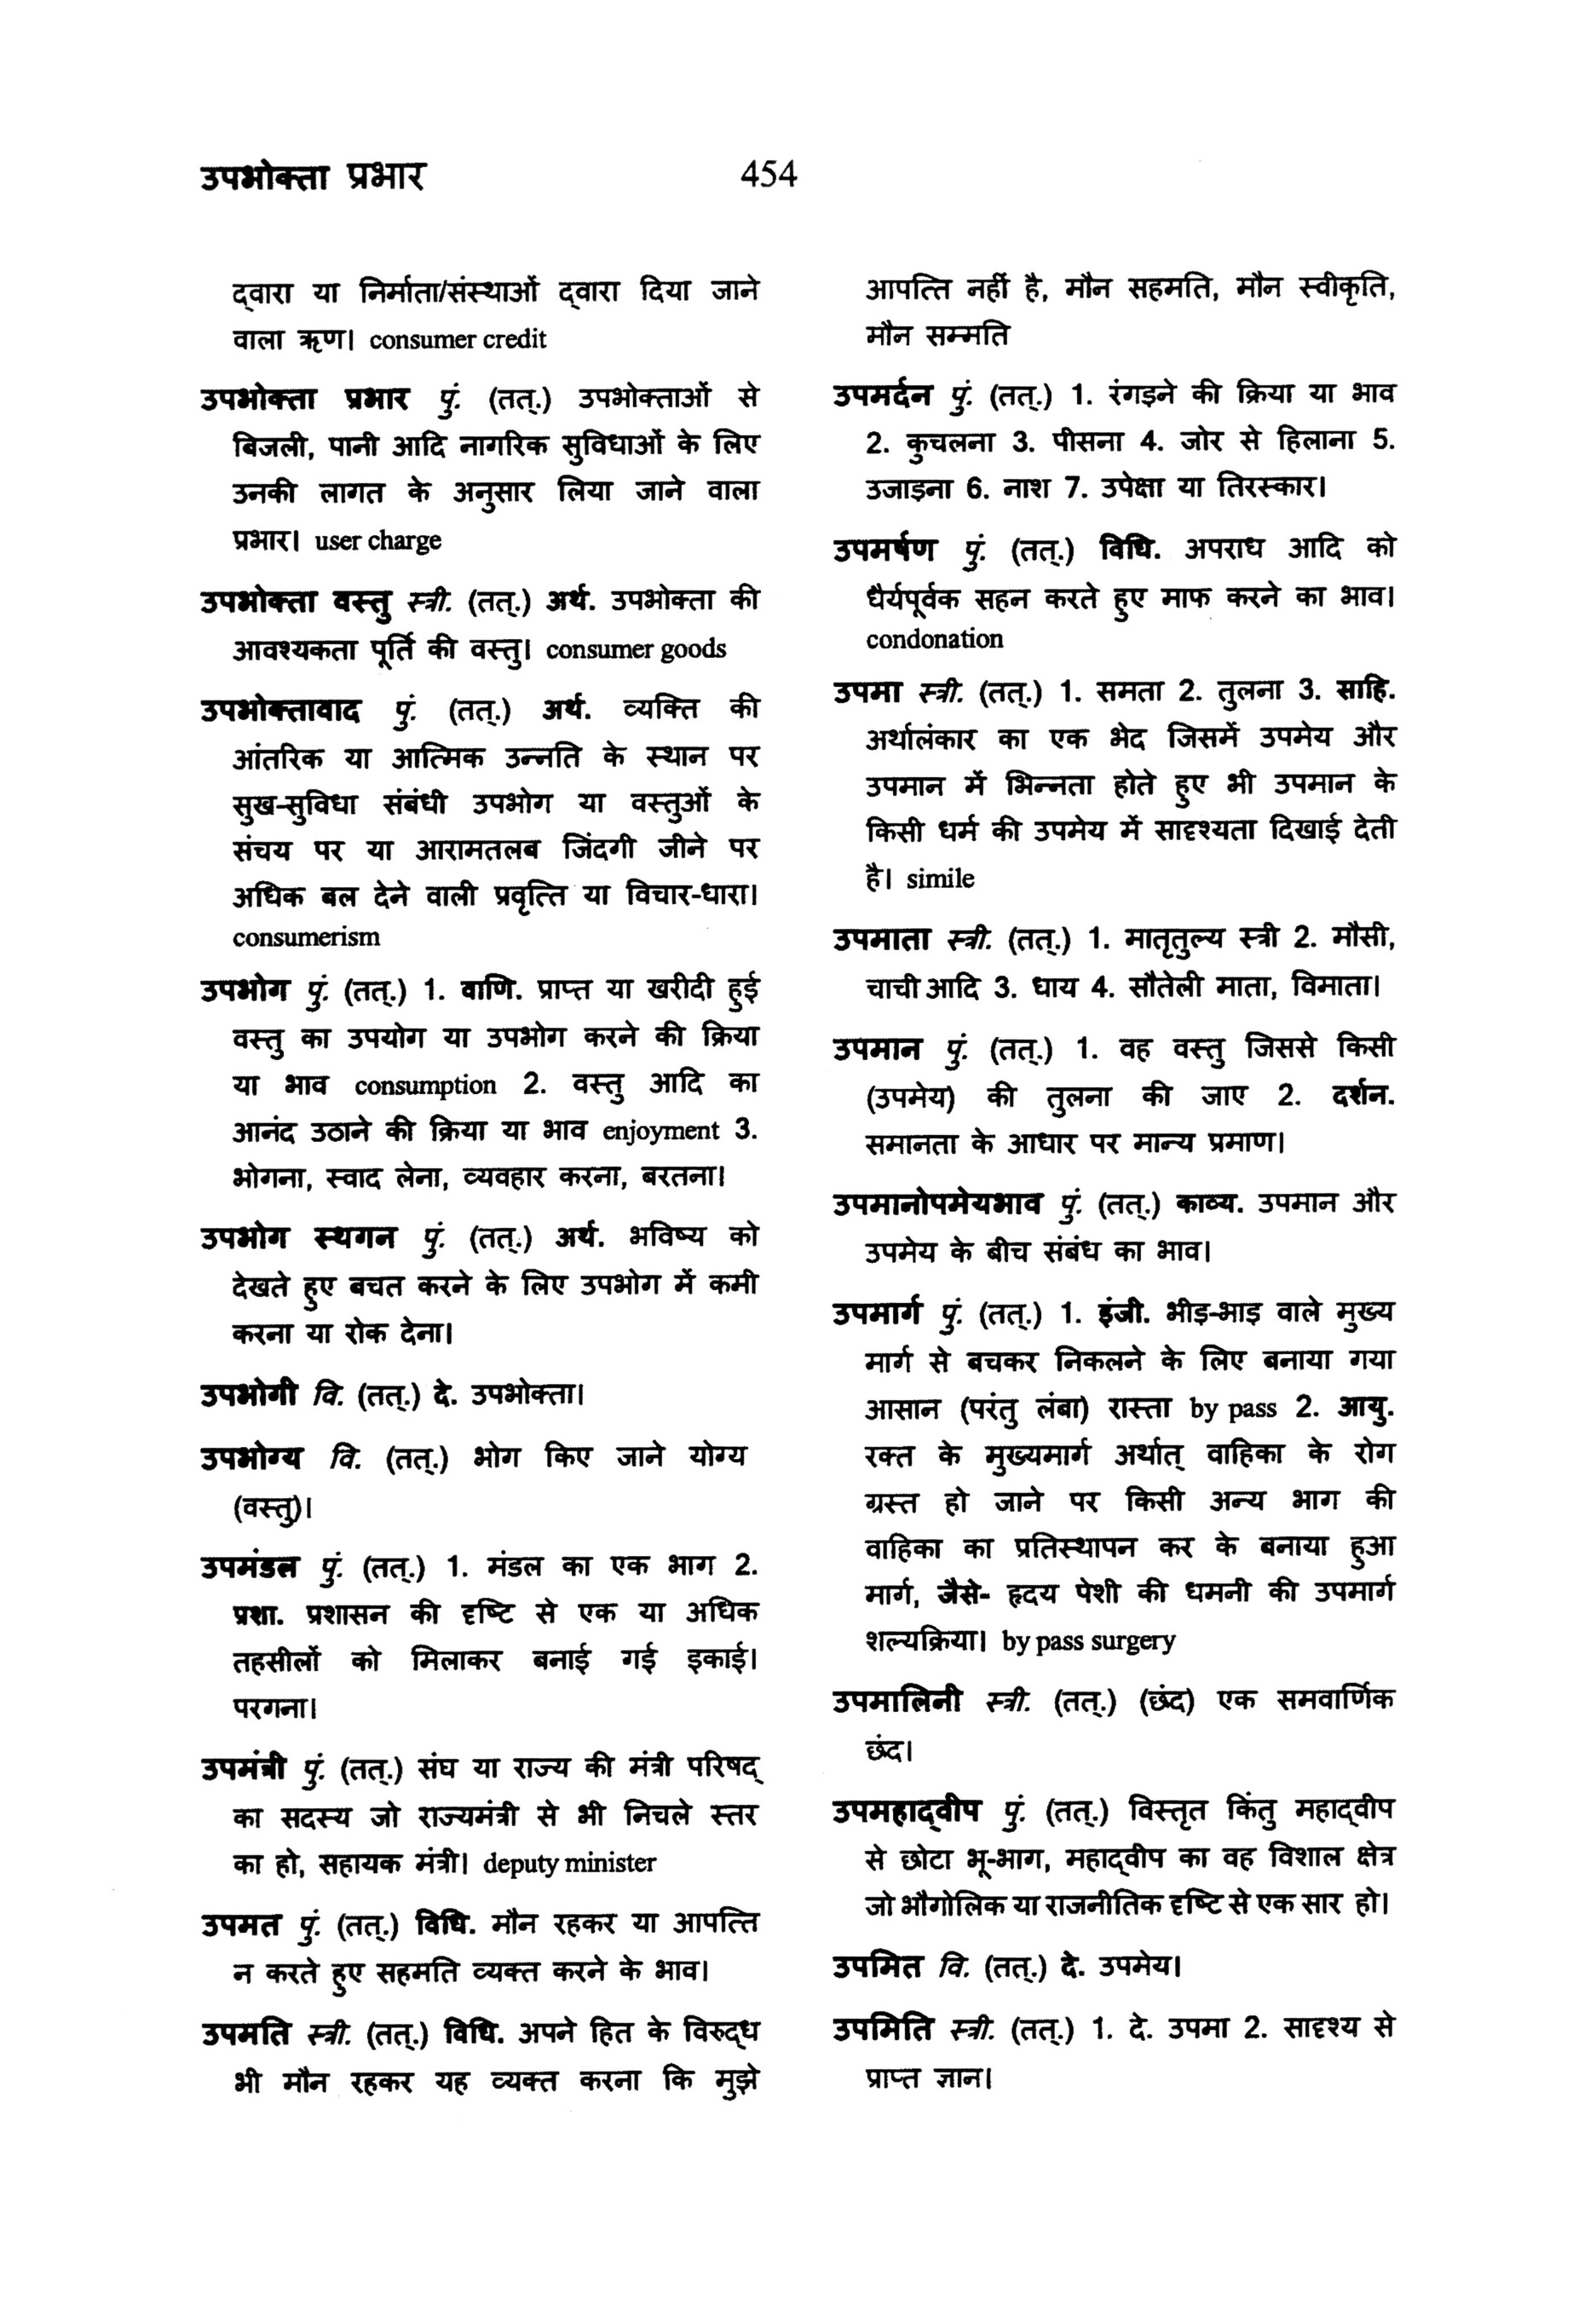 उपभोक्ता प्रभार
454
द्वारा या निर्माता/संस्थाओं द्वारा दिया जाने
वाला ऋण। consumer credit
उपभोक्ता प्रभार पुं. (तत्.) उपभोक्ताओं से
बिजली, पानी आदि नागरिक सुविधाओं के लिए
उनकी लागत के अनुसार लिया जाने वाला
प्रभार। user charge
उपभोक्ता वस्तु स्त्री. (तत्.) अर्थ. उपभोक्ता की
आवश्यकता पूर्ति की वस्तु। consumer goods
उपभोक्तावाद पुं. (तत्.) अर्थ. व्यक्ति की
आंतरिक या आत्मिक उन्नति के स्थान पर
सुख-सुविधा संबंधी उपभोग या वस्तुओं के
संचय पर या आरामतलब जिंदगी जीने पर
अधिक बल देने वाली प्रवृत्ति या विचार-धारा।
consumerism
उपभोग पुं. (तत्.) 1. वाणि. प्राप्त या खरीदी हुई
वस्तु का उपयोग या उपभोग करने की क्रिया
या भाव consumption 2. वस्तु आदि का
आनंद उठाने की क्रिया या भाव enjoyment 3.
भोगना, स्वाद लेना, व्यवहार करना, बरतना।
उपभोग स्थगन पुं. (तत्.) अर्थ. भविष्य को
देखते हुए बचत करने के लिए उपभोग में कमी
करना या रोक देना।
उपभोगी वि. (तत्.) दे. उपभोक्ता।
उपभोग्य वि. (तत्.) भोग किए जाने योग्य
(वस्तु)।
उपमंडल पुं. (तत्.) 1. मंडल का एक भाग 2.
प्रशा. प्रशासन की दृष्टि से एक या अधिक
तहसीलों को मिलाकर बनाई गई इकाई।
परगना।
उपमंत्री पुं. (तत्.) संघ या राज्य की मंत्री परिषद्
का सदस्य जो राज्यमंत्री से भी निचले स्तर
का हो, सहायक मंत्री। deputy minister
उपमत पुं. (तत्.) विधि. मौन रहकर या आपत्ति
न करते हुए सहमति व्यक्त करने के भाव।
उपमति स्त्री. (तत्.) विधि. अपने हित के विरुद्ध
भी मौन रहकर यह व्यक्त करना कि मुझे
आपत्ति नहीं है, मौन सहमति, मौन स्वीकृति,
मौन सम्मति
उपमर्दन पुं. (तत्.) 1. रंगड़ने की क्रिया या भाव
2. कुचलना 3. पीसना 4. जोर से हिलाना 5.
उजाड़ना 6. नाश 7. उपेक्षा या तिरस्कार।
उपमर्षण पुं. (तत्.) विधि. अपराध आदि को
धैर्यपूर्वक सहन करते हुए माफ करने का भाव।
condonation
उपमा स्त्री. (तत्.) 1. समता 2. तुलना 3. साहि.
अर्थालंकार का एक भेद जिसमें उपमेय और
उपमान में भिन्नता होते हुए भी उपमान के
किसी धर्म की उपमेय में सादृश्यता दिखाई देती
है। simile
उपमाता स्त्री. (तत्.) 1. मातृतुल्य स्त्री 2. मौसी,
चाची आदि 3. धाय 4. सौतेली माता, विमाता।
उपमान पुं. (तत्.) 1. वह वस्तु जिससे किसी
(उपमेय) की तुलना की जाए 2. दर्शन.
समानता के आधार पर मान्य प्रमाण।
उपमानोपमेयभाव पुं. (तत्.) काव्य. उपमान और
उपमेय के बीच संबंध का भाव।
उपमार्ग पुं. (तत्.) 1. इंजी. भीड़-भाड़ वाले मुख्य
मार्ग से बचकर निकलने के लिए बनाया गया
आसान (परंतु लंबा) रास्ता by pass 2. आयु.
रक्त के मुख्यमार्ग अर्थात् वाहिका के रोग
ग्रस्त हो जाने पर किसी अन्य भाग की
वाहिका का प्रतिस्थापन कर के बनाया हुआ
मार्ग, जैसे- हृदय पेशी की धमनी की उपमार्ग
शल्यक्रिया। by pass surgery
उपमालिनी स्त्री. (तत्.) (छंद) एक समवार्णिक
छंद।
उपमहाद्वीप पुं. (तत्.) विस्तृत किंतु महाद्वीप
से छोटा भू-भाग, महाद्वीप का वह विशाल क्षेत्र
जो भौगोलिक या राजनीतिक दृष्टि से एक सार हो।
उपमित वि. (तत्.) दे. उपमेय।
उपमिति स्त्री. (तत्.) 1. दे. उपमा 2. सादृश्य से
प्राप्त ज्ञान।